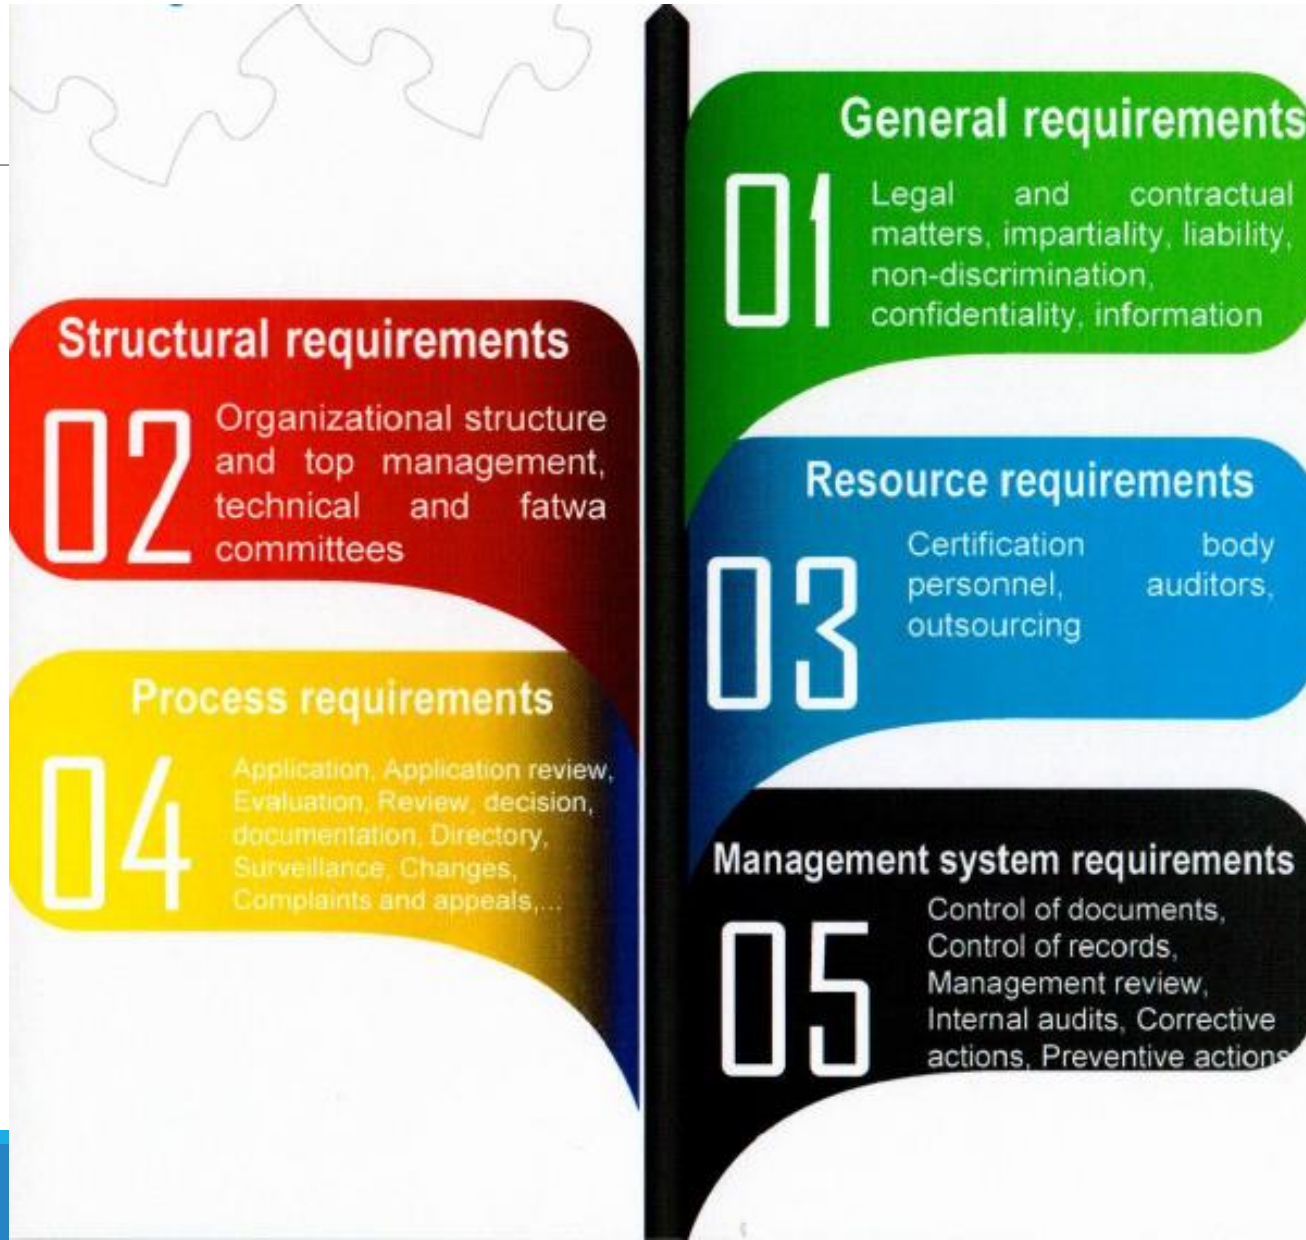 General requirements
01
Legal and contractual
matters, impartiality, liability,
non-discrimination,
confidentiality, information
Structural requirements
02
Organizational structure
and top management,
technical and fatwa
committees
Resource requirements
03
Certification body
personnel, auditors,
outsourcing
Process requirements
04
Application, Application review,
Evaluation, Review, decision,
documentation, Directory,
Surveillance, Changes,
Complaints and appeals,...
Management system requirements
05
Control of documents,
Control of records,
Management review,
Internal audits, Corrective
actions, Preventive actions